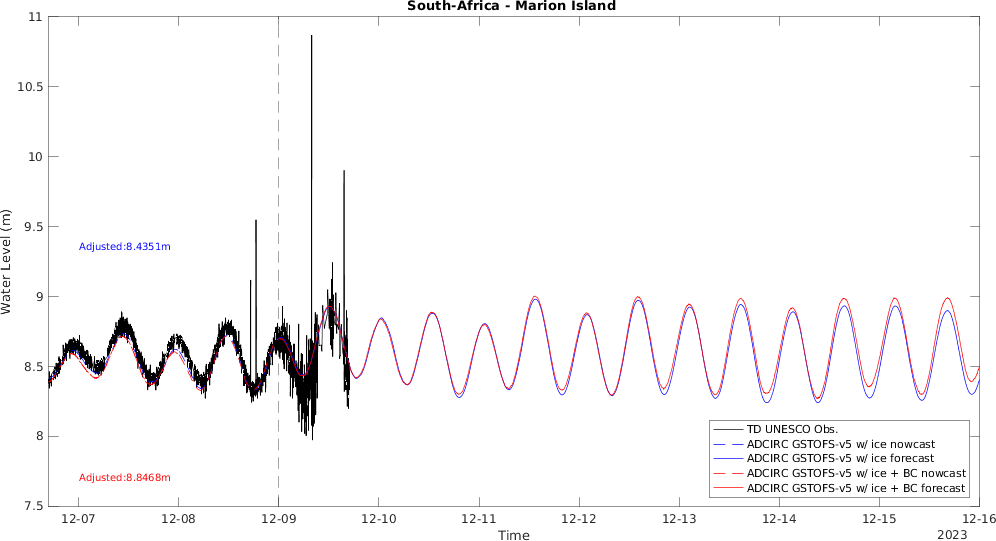 South-Africa - Marion Island
11
10.5
10
9.5
9
8.5
8
7.5
Water Level (m)
Adjusted:8.4351m
Adjusted:8.8468m
TD UNESCO Obs.
ADCIRC GSTOFS-v5 w/ ice nowcast
ADCIRC GSTOFS-v5 w/ ice forecast
ADCIRC GSTOFS-v5 w/ ice + BC nowcast
ADCIRC GSTOFS-v5 w/ ice + BC forecast
12-07 12-08 12-09 12-10 12-11 12-12 12-13 12-14 12-15 12-16
Time
2023